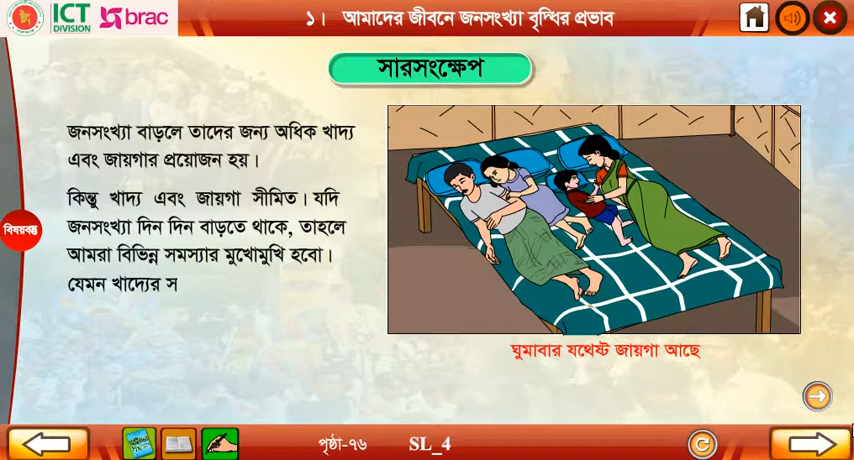 ICT
DIVISION
brac
১। আমাদের জীবনে জনসংখ্যা বৃদ্ধির প্রভাব
সারসংক্ষেপ
জনসংখ্যা বাড়লে তাদের জন্য অধিক খাদ্য
এবং জায়গার প্রয়োজন হয়।
কিন্তু খাদ্য এবং জায়গা সীমিত। যদি
জনসংখ্যা দিন দিন বাড়তে থাকে, তাহলে
আমরা বিভিন্ন সমস্যার মুখোমুখি হবো।
যেমন খাদ্যের স
বিষয়বস্তু
ঘুমাবার যথেষ্ট জায়গা আছে
পৃষ্ঠা-৭৬
SL_4